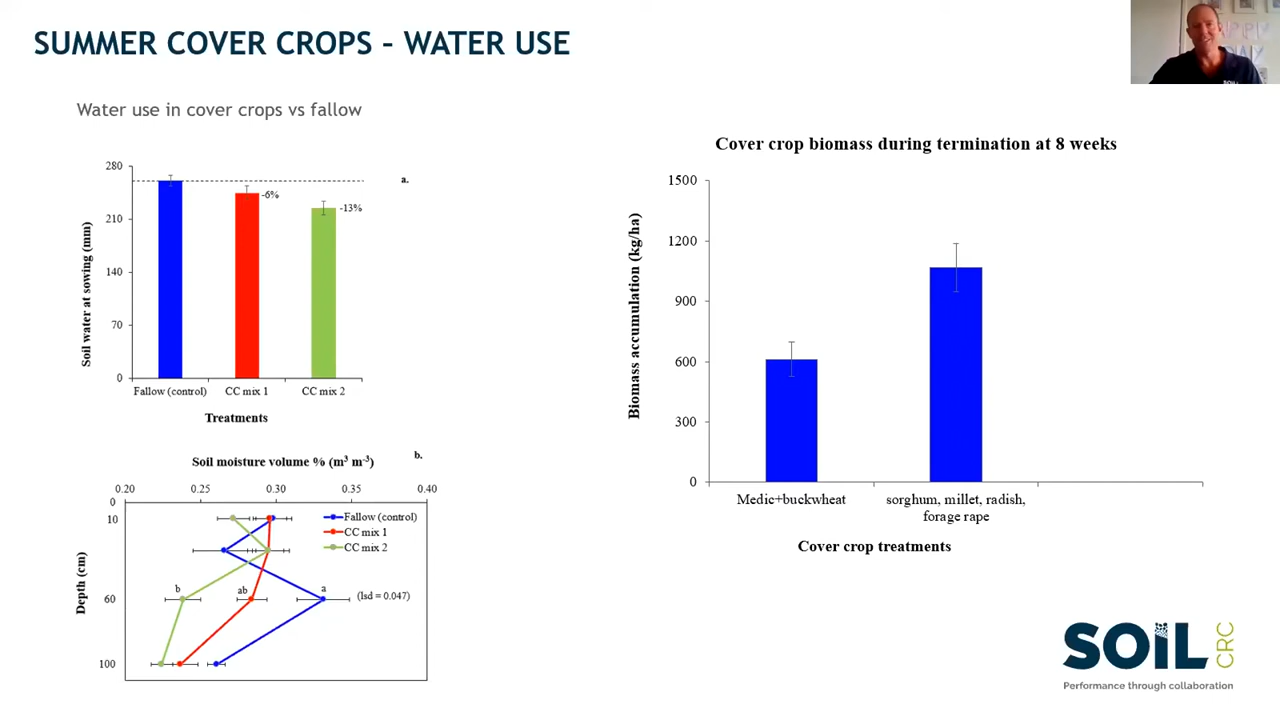 SUMMER COVER CROPS – WATER USE
Water use in cover crops vs fallow
280
210
140
70
0
Soil water at sowing (mm)
-6%
-13%
a.
Fallow (control)
CC mix 1
CC mix 2
Treatments
Soil moisture volume % (m³ m⁻³)
b.
0.20
0.25
0.30
0.35
0.40
0
10
60
100
Depth (cm)
Fallow (control)
CC mix 1
CC mix 2
b
ab
a
(lsd = 0.047)
Cover crop biomass during termination at 8 weeks
1500
1200
900
600
300
0
Biomass accumulation (kg/ha)
Medic+buckwheat
sorghum, millet, radish,
forage rape
Cover crop treatments
SOiL
CRC
Performance through collaboration